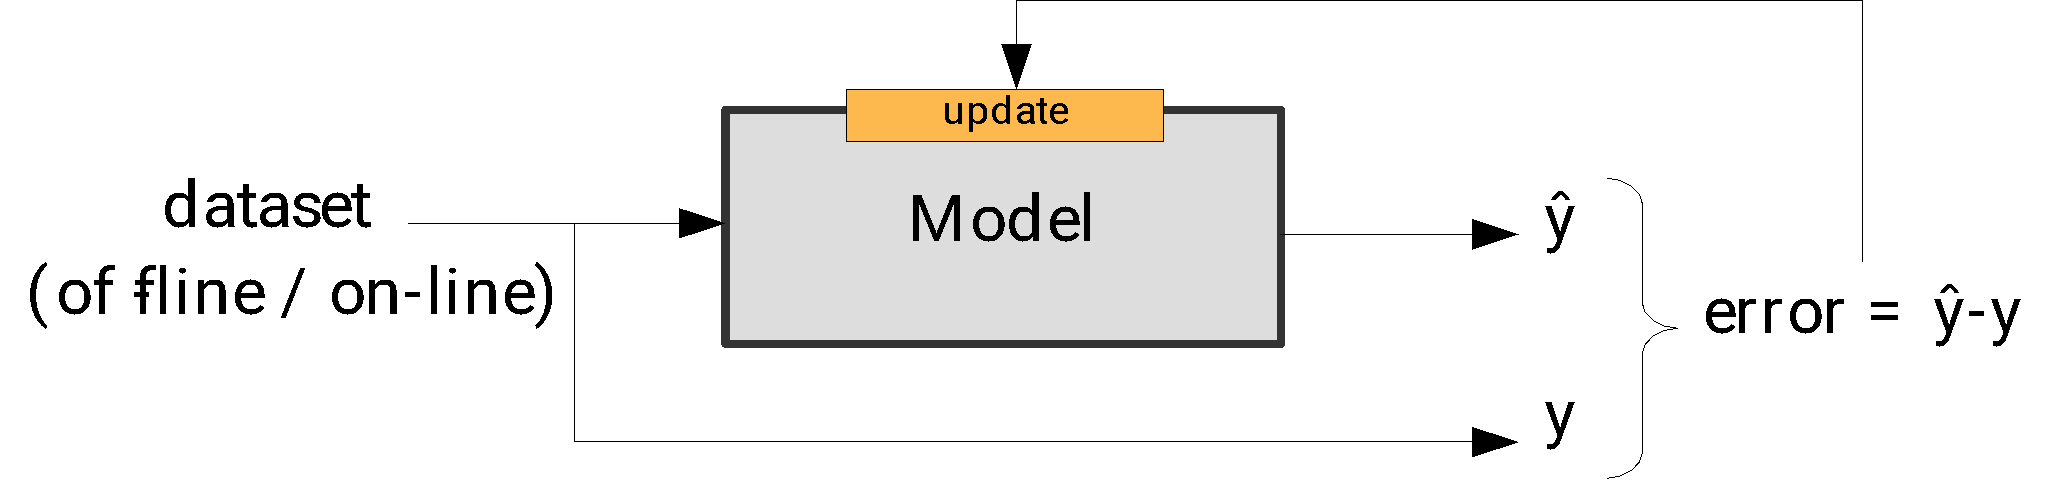 update
dataset
Model
ŷ
(offline / on-line)
error = ŷ-y
y